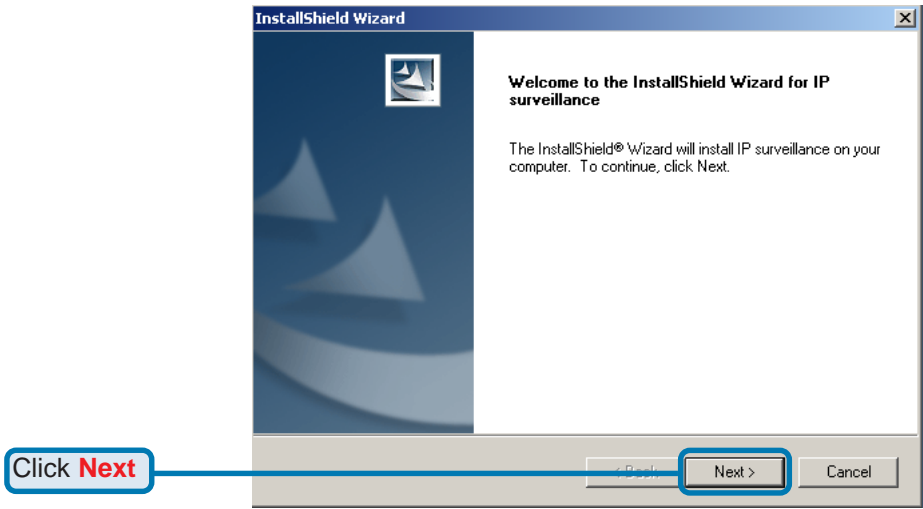 InstallShield Wizard
Welcome to the InstallShield Wizard for IP
surveillance
The InstallShield® Wizard will install IP surveillance on your
computer. To continue, click Next.
Click Next
< Back
Next >
Cancel